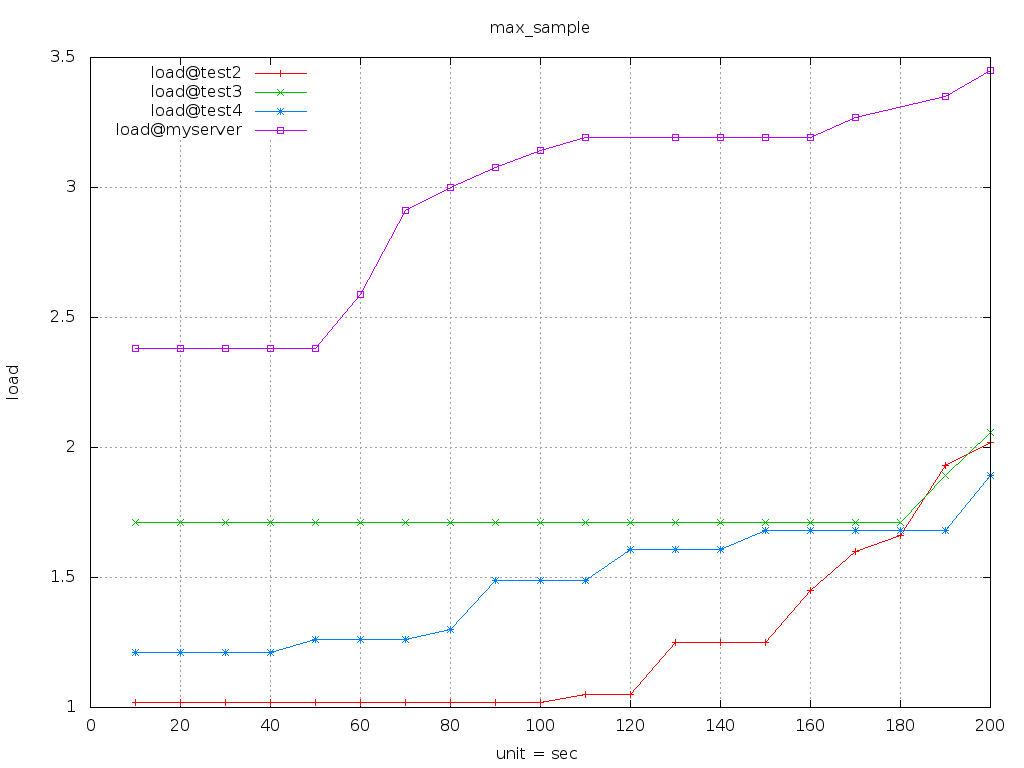 max_sample
load@test2
load@test3
load@test4
load@myserver
3.5
3
2.5
2
1.5
1
load
0 20 40 60 80 100 120 140 160 180 200
unit = sec